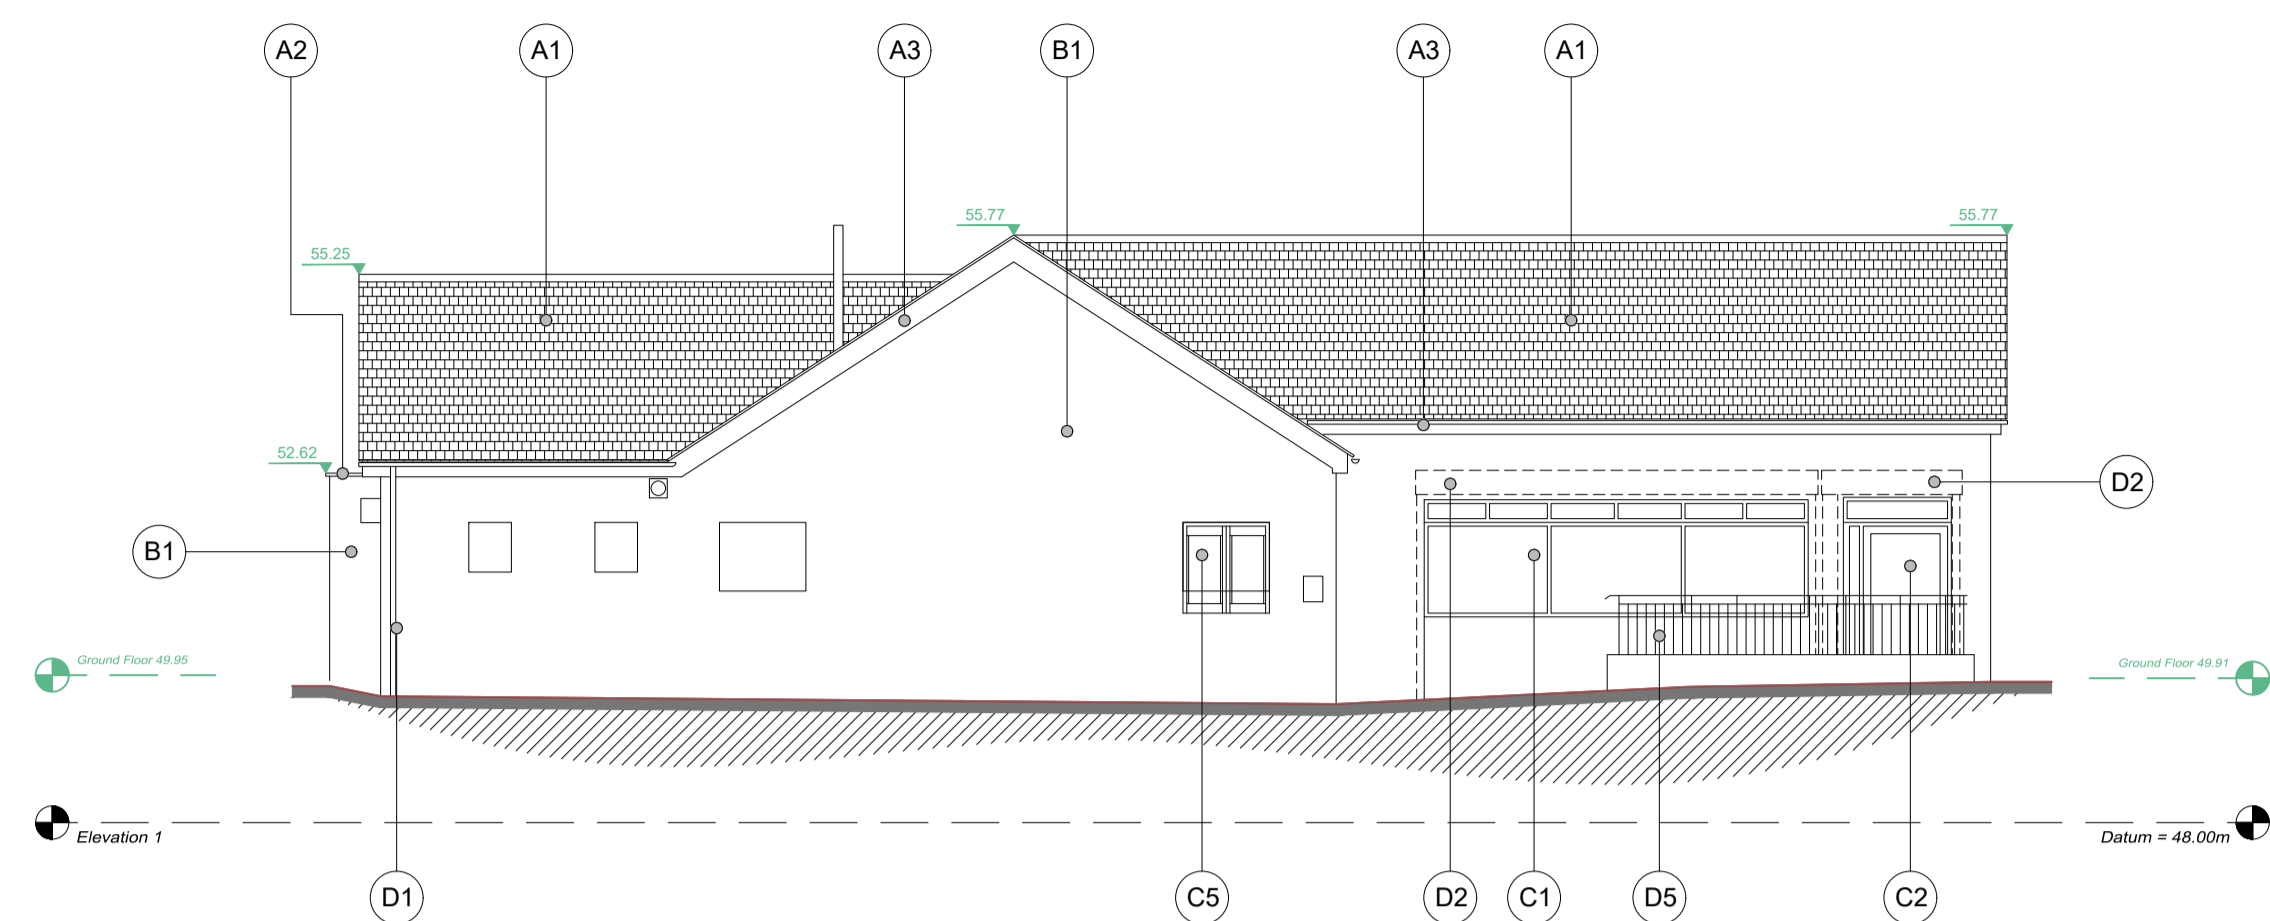 A2 A1 A3 B1 A3 A1
55.77 55.77
55.25
52.62
D2
B1
Ground Floor 49.95 Ground Floor 49.91
Elevation 1 Datum = 48.00m
D1 C5 D2 C1 D5 C2